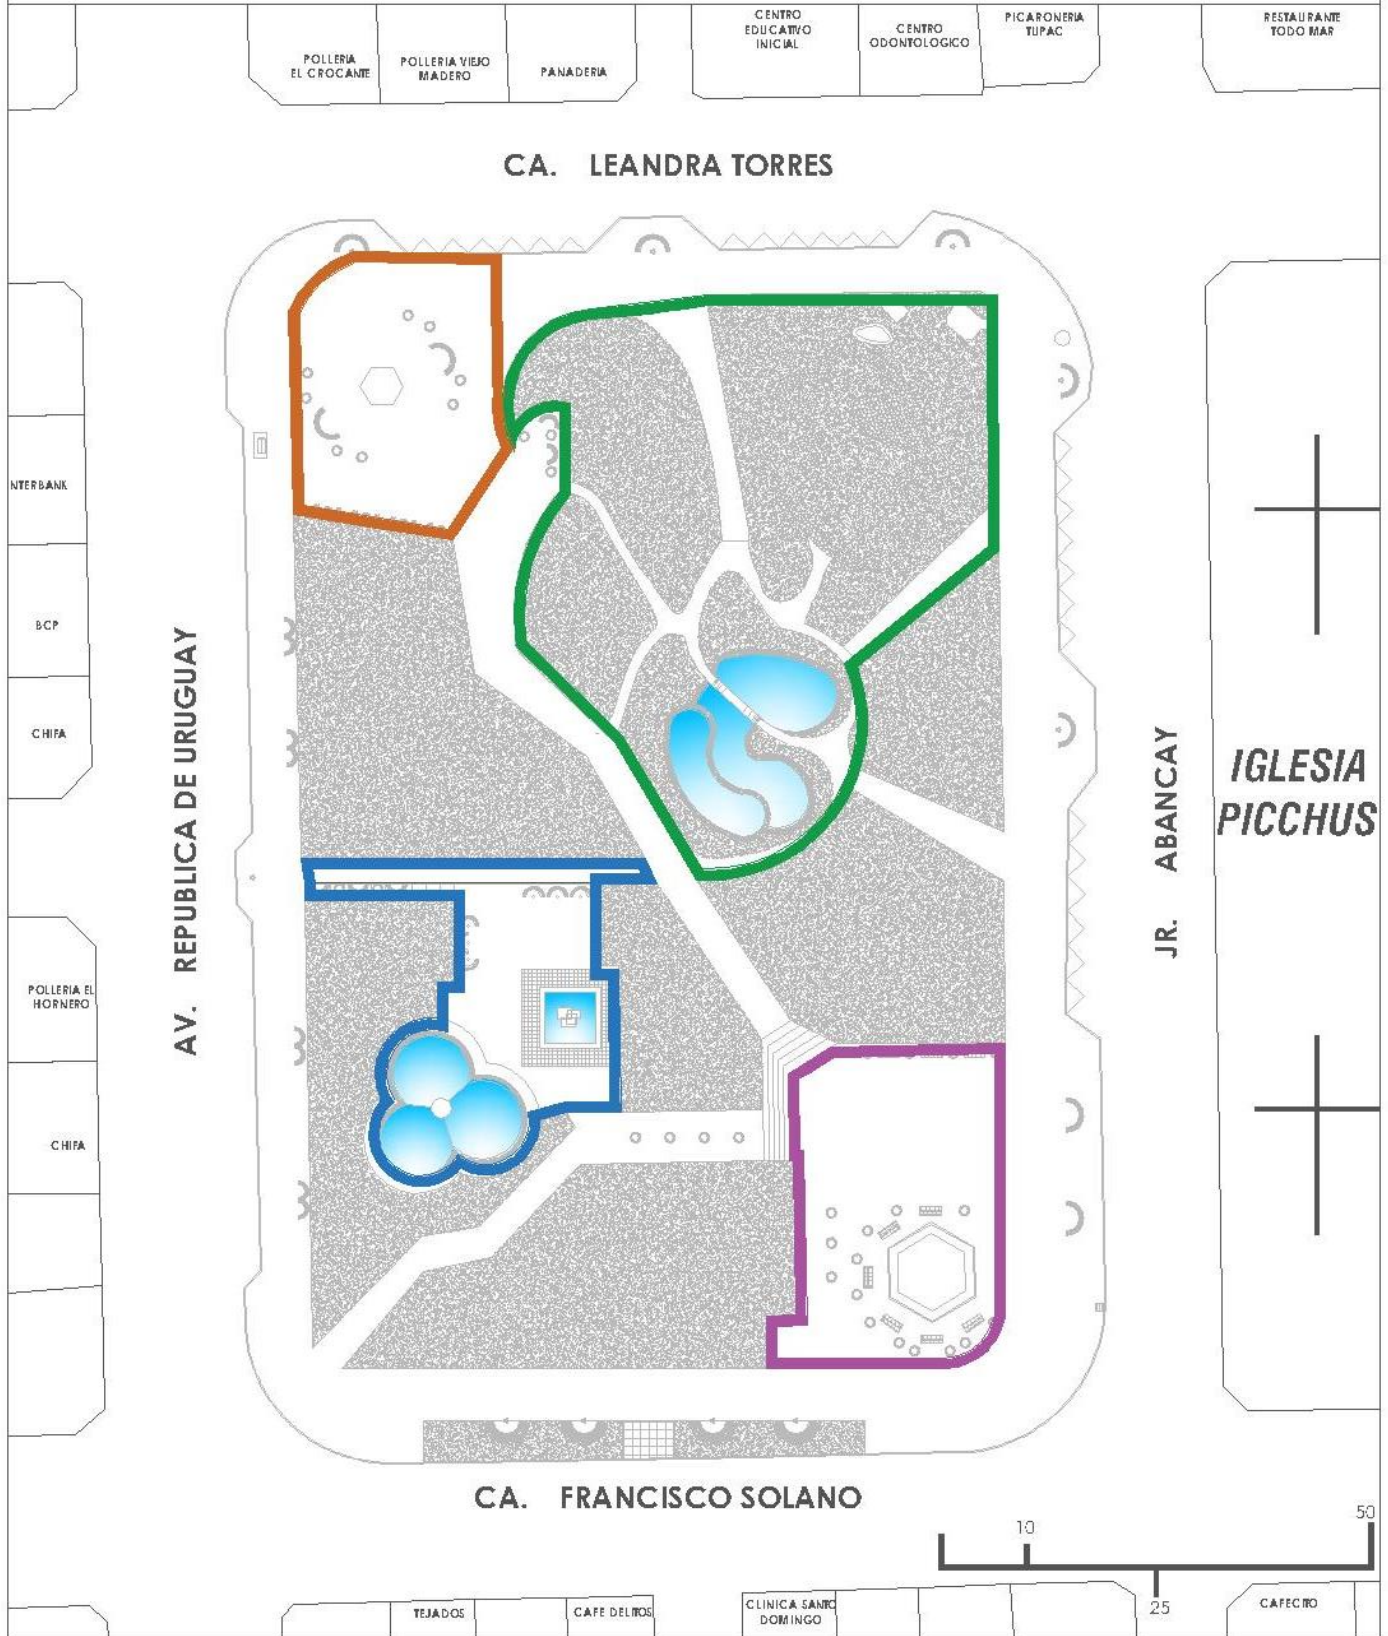 CENTRO
EDUCATIVO
INICIAL
CENTRO
ODONTOLOGICO
PICARONERIA
TUPAC
RESTAURANTE
TODO MAR
POLLERIA
EL CROCANTE
POLLERIA VIEJO
MADERO
PANADERIA
CA. LEANDRA TORRES
NTERBANK
BCP
CHIFA
AV. REPUBLICA DE URUGUAY
JR. ABANCAY
IGLESIA
PICCHUS
POLLERIA EL
HORNERO
CHIFA
CA. FRANCISCO SOLANO
10
50
25
TEJADOS
CAFE DELITOS
CLINICA SANTO
DOMINGO
CAFECITO